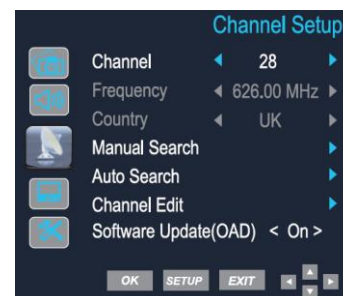 Channel Setup
Channel 28
Frequency 626.00 MHz
Country UK
Manual Search
Auto Search
Channel Edit
Software Update(OAD) < On >
OK SETUP EXIT